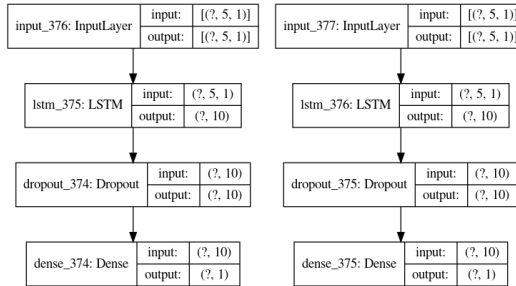 input_376: InputLayer input: [(?, 5, 1)]
output: [(?, 5, 1)]
lstm_375: LSTM input: (?, 5, 1)
output: (?, 10)
dropout_374: Dropout input: (?, 10)
output: (?, 10)
dense_374: Dense input: (?, 10)
output: (?, 1)
input_377: InputLayer input: [(?, 5, 1)]
output: [(?, 5, 1)]
lstm_376: LSTM input: (?, 5, 1)
output: (?, 10)
dropout_375: Dropout input: (?, 10)
output: (?, 10)
dense_375: Dense input: (?, 10)
output: (?, 1)